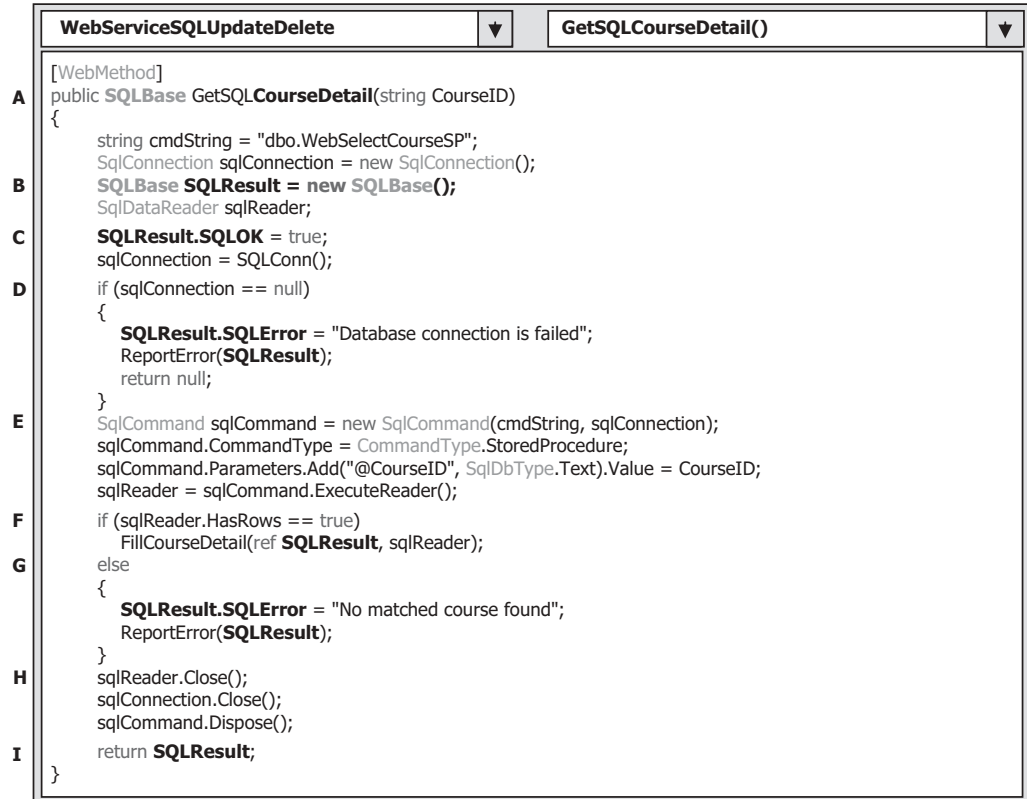 WebServiceSQLUpdateDelete GetSQLCourseDetail()
[WebMethod]
A public SQLBase GetSQLCourseDetail(string CourseID)
{
string cmdString = "dbo.WebSelectCourseSP";
SqlConnection sqlConnection = new SqlConnection();
B SQLBase SQLResult = new SQLBase();
SqlDataReader sqlReader;
C SQLResult.SQLOK = true;
sqlConnection = SQLConn();
D if (sqlConnection == null)
{
SQLResult.SQLError = "Database connection is failed";
ReportError(SQLResult);
return null;
}
E SqlCommand sqlCommand = new SqlCommand(cmdString, sqlConnection);
sqlCommand.CommandType = CommandType.StoredProcedure;
sqlCommand.Parameters.Add("@CourseID", SqlDbType.Text).Value = CourseID;
sqlReader = sqlCommand.ExecuteReader();
F if (sqlReader.HasRows == true)
FillCourseDetail(ref SQLResult, sqlReader);
G else
{
SQLResult.SQLError = "No matched course found";
ReportError(SQLResult);
}
H sqlReader.Close();
sqlConnection.Close();
sqlCommand.Dispose();
I return SQLResult;
}